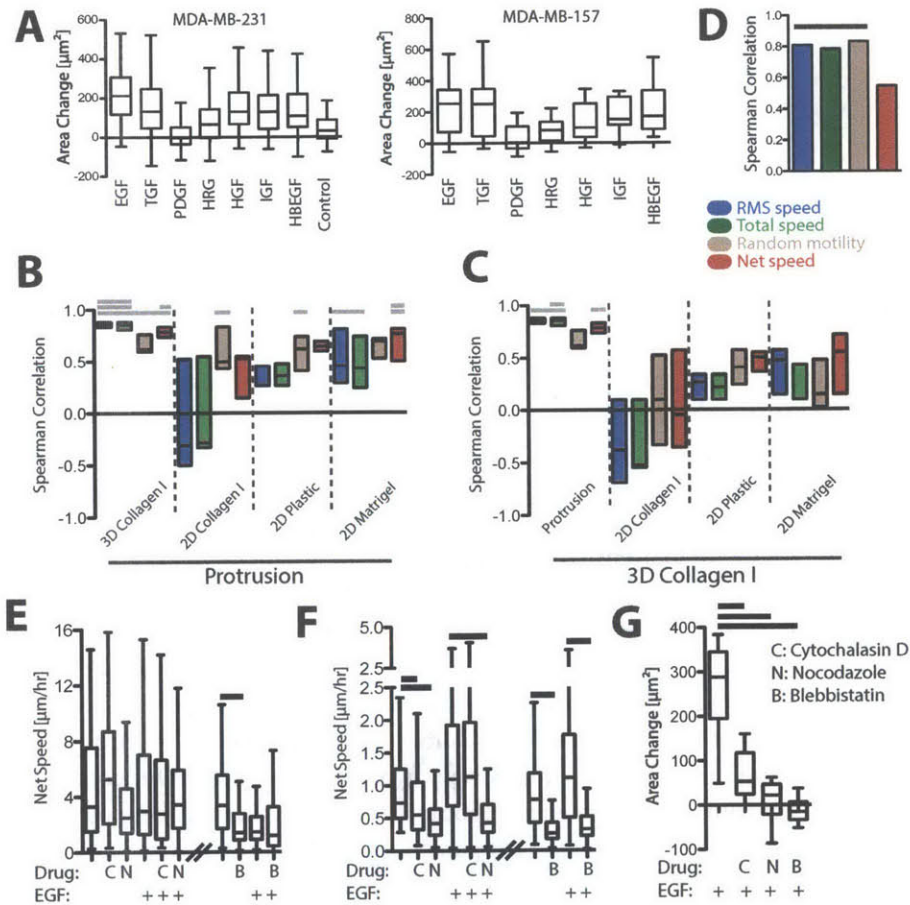 A
MDA-MB-231
Area Change [µm²]
600
400
200
0
-200
EGF
TGF
PDGF
HRG
HGF
IGF
HBEGF
Control
MDA-MB-157
Area Change [µm²]
800
600
400
200
0
-200
EGF
TGF
PDGF
HRG
HGF
IGF
HBEGF
D
Spearman Correlation
1.0
0.8
0.6
0.4
0.2
0.0
RMS speed
Total speed
Random motility
Net speed
B
Spearman Correlation
1.0
0.5
0.0
-0.5
-1.0
3D Collagen I
2D Collagen I
2D Plastic
2D Matrigel
Protrusion
C
Spearman Correlation
1.0
0.5
0.0
-0.5
-1.0
Protrusion
2D Collagen I
2D Plastic
2D Matrigel
3D Collagen I
E
Net Speed [µm/hr]
16
12
8
4
0
Drug: C N C N B B
EGF: + + + + +
F
Net Speed [µm/hr]
5.0
2.5
2.5
2.0
1.5
1.0
0.5
0.0
Drug: C N C N B B
EGF: + + + + +
G
Area Change [µm²]
400
300
200
100
0
-100
C: Cytochalasin D
N: Nocodazole
B: Blebbistatin
Drug: C N B
EGF: + + + +